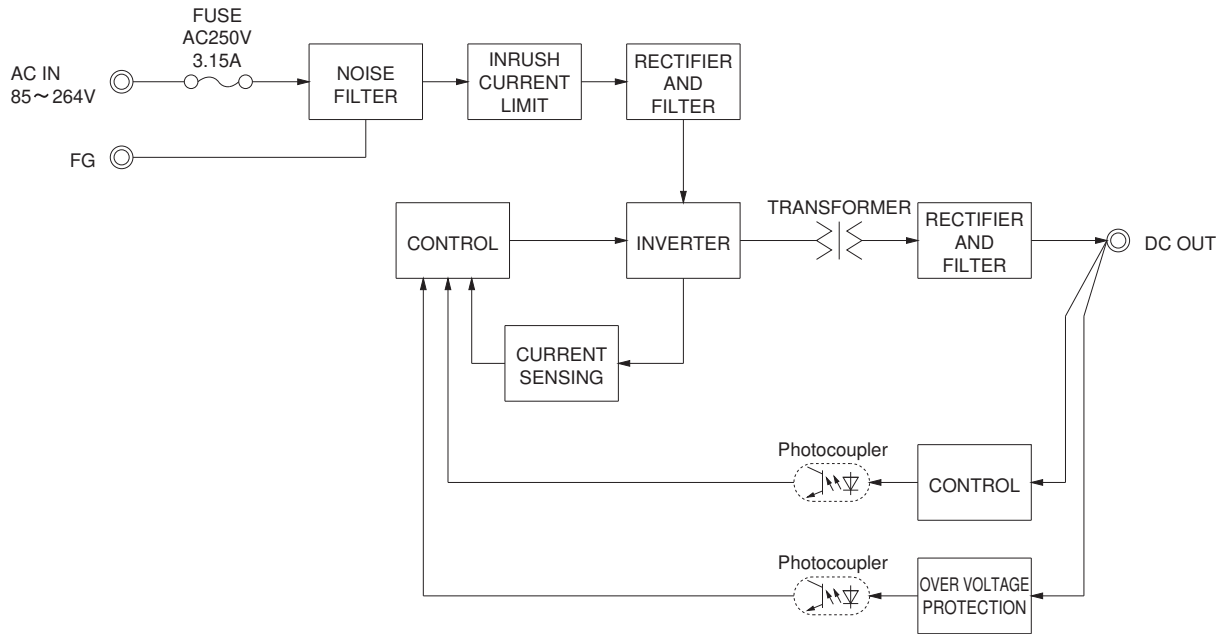 FUSE
AC250V
3.15A
AC IN
85～264V
NOISE
FILTER
INRUSH
CURRENT
LIMIT
RECTIFIER
AND
FILTER
FG
CONTROL
INVERTER
TRANSFORMER
RECTIFIER
AND
FILTER
DC OUT
CURRENT
SENSING
Photocoupler
CONTROL
Photocoupler
OVER VOLTAGE
PROTECTION